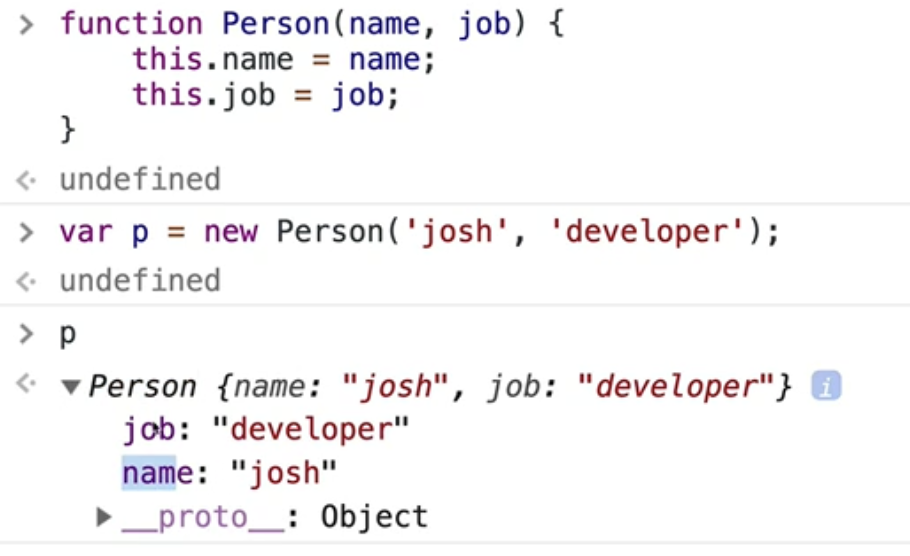 > function Person(name, job) {
this.name = name;
this.job = job;
}
undefined
> var p = new Person('josh', 'developer');
undefined
> p
Person {name: "josh", job: "developer"} i
job: "developer"
name: "josh"
__proto__: Object